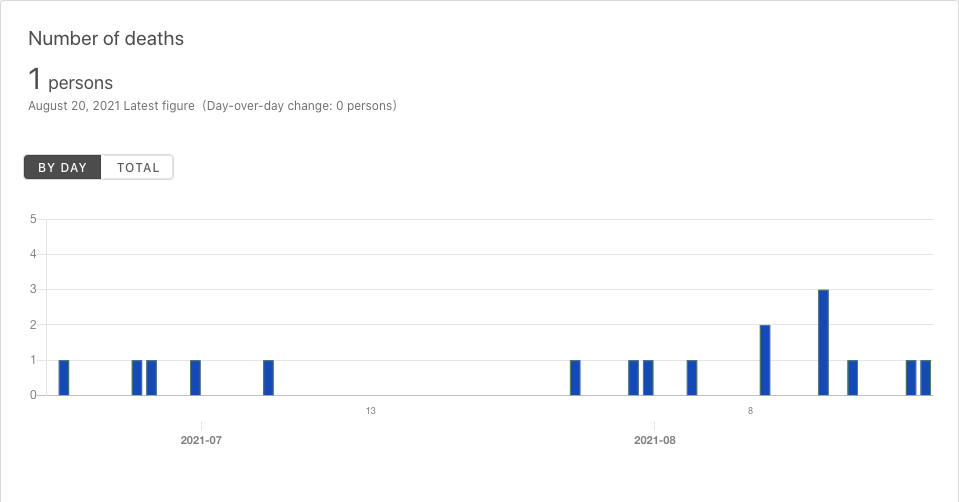 Number of deaths
1 persons
August 20, 2021 Latest figure (Day-over-day change: 0 persons)
BY DAY TOTAL
5
4
3
2
1
0
13 8
2021-07 2021-08